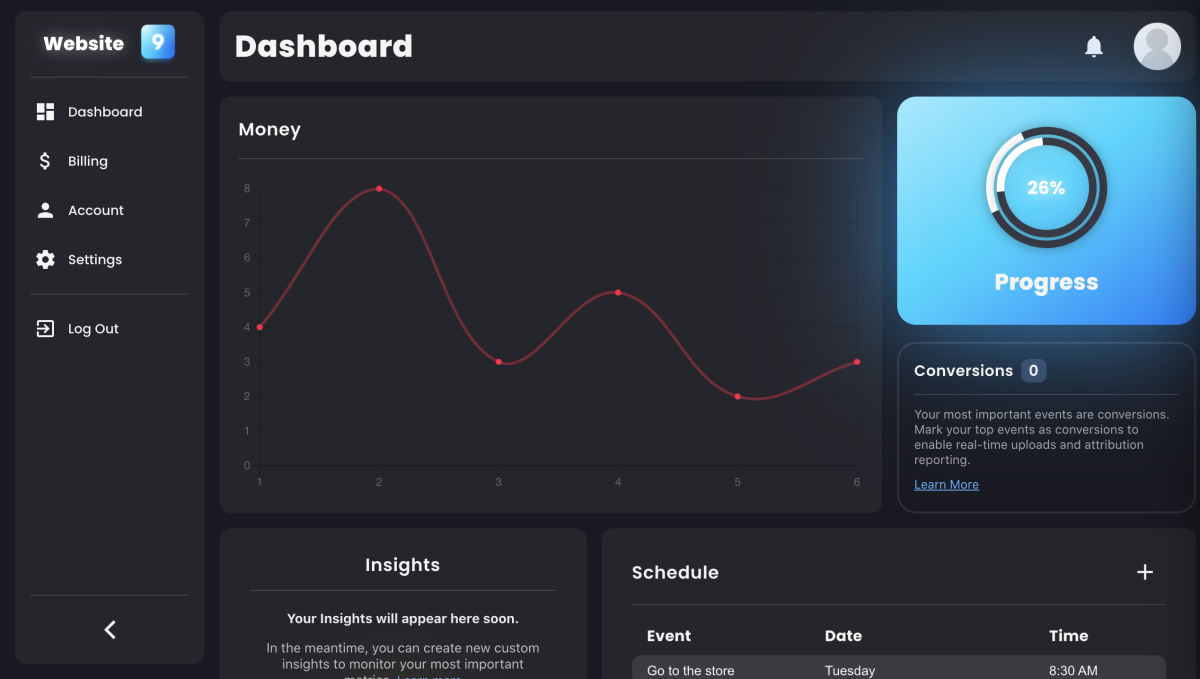 Website 9
Dashboard
Billing
Account
Settings
Log Out
Dashboard
Money
8
7
6
5
4
3
2
1
0
1 2 3 4 5 6
26%
Progress
Conversions 0
Your most important events are conversions.
Mark your top events as conversions to
enable real-time uploads and attribution
reporting.
Learn More
Insights
Your Insights will appear here soon.
In the meantime, you can create new custom
insights to monitor your most important
metrics. Learn more
Schedule
Event Date Time
Go to the store Tuesday 8:30 AM